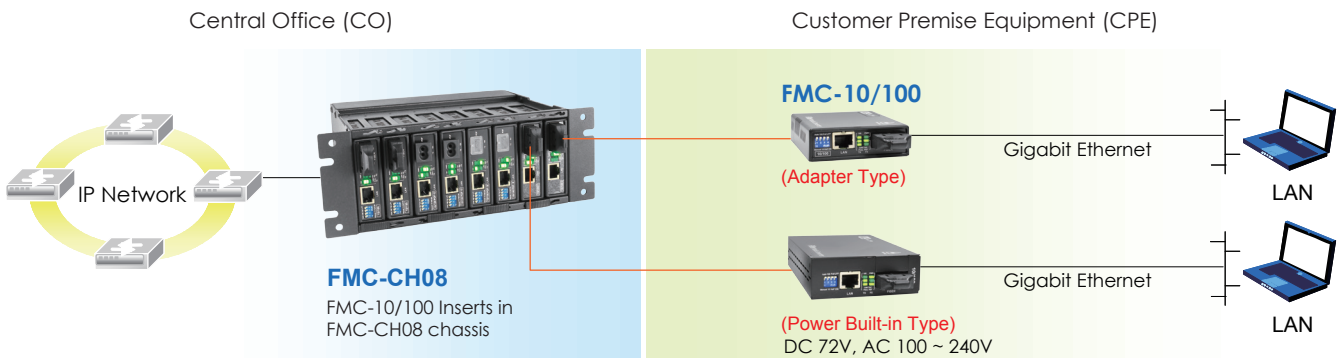 Central Office (CO)
Customer Premise Equipment (CPE)
IP Network
FMC-CH08
FMC-10/100 Inserts in
FMC-CH08 chassis
FMC-10/100
(Adapter Type)
Gigabit Ethernet
LAN
(Power Built-in Type)
DC 72V, AC 100 ~ 240V
Gigabit Ethernet
LAN